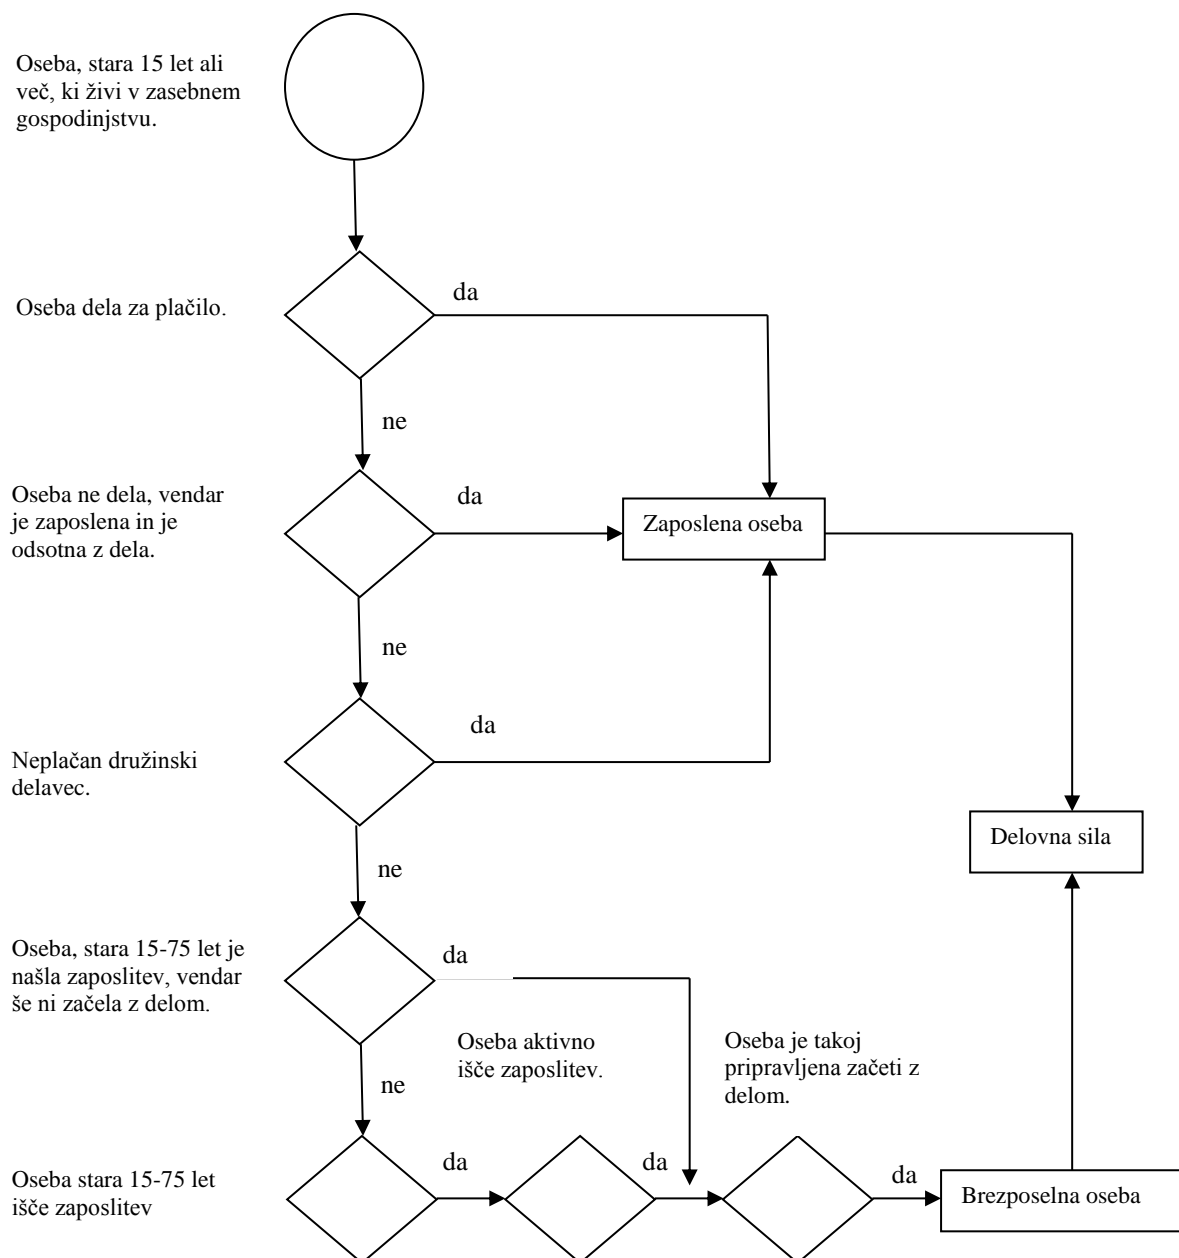 Oseba, stara 15 let ali
več, ki živi v zasebnem
gospodinjstvu.
da
Oseba dela za plačilo.
ne
Oseba ne dela, vendar
je zaposlena in je
odsotna z dela.
da
Zaposlena oseba
ne
da
Neplačan družinski
delavec.
Delovna sila
ne
Oseba, stara 15-75 let je
našla zaposlitev, vendar
še ni začela z delom.
da
Oseba aktivno
išče zaposlitev.
Oseba je takoj
pripravljena začeti z
delom.
ne
Oseba stara 15-75 let
išče zaposlitev
da
da
da
Brezposelna oseba